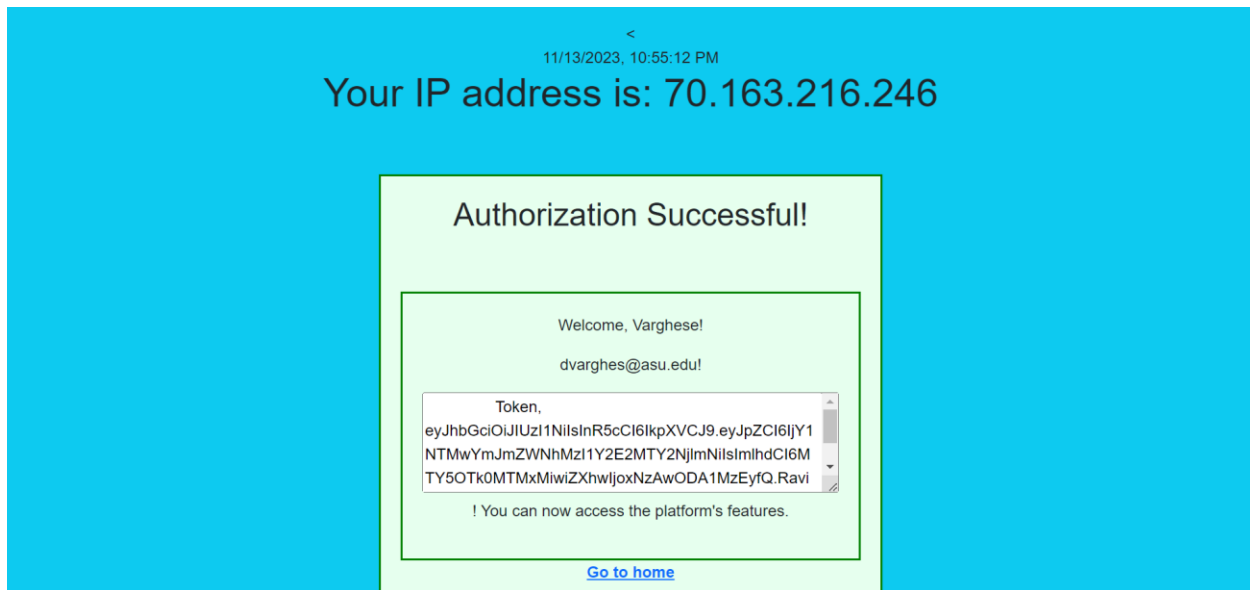 <
11/13/2023, 10:55:12 PM
Your IP address is: 70.163.216.246
Authorization Successful!
Welcome, Varghese!
dvarghes@asu.edu!
Token,
eyJhbGciOiJIUzI1NiIsInR5cCI6IkpXVCJ9.eyJpZCI6IjY1
NTMwYmJmZWNhMzI1Y2E2MTY2NjlmNiIsImlhdCI6M
TY5OTk0MTMxMiwiZXhwIjoxNzAwODA1MzEyfQ.Ravi
! You can now access the platform's features.
Go to home